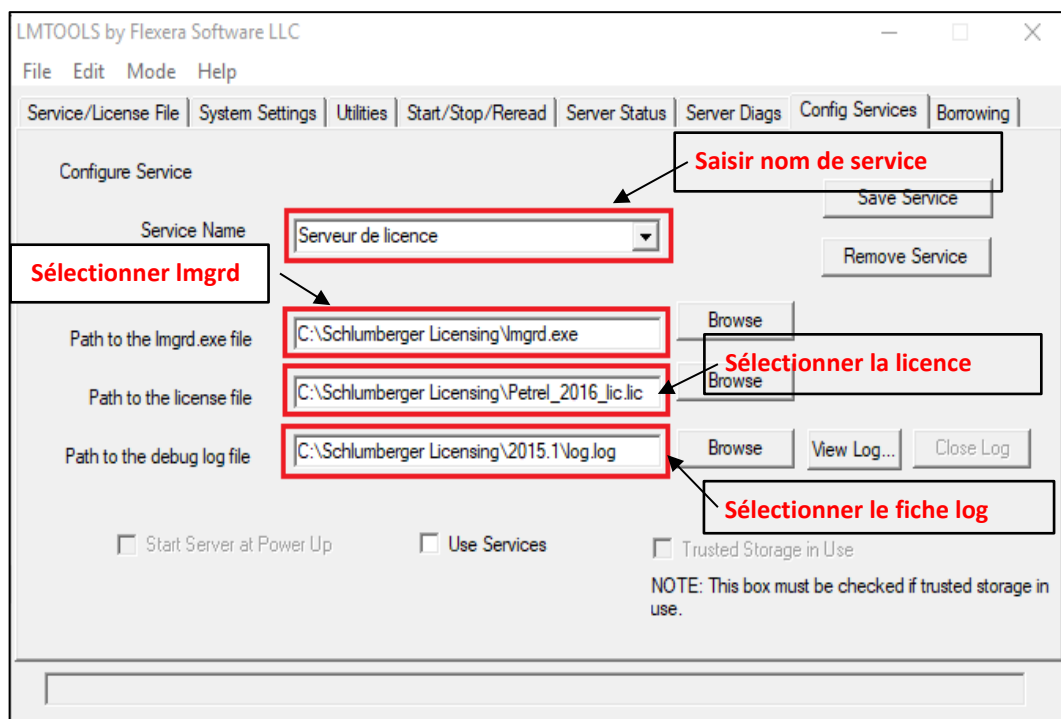 LMTOOLS by Flexera Software LLC
File Edit Mode Help
Service/License File System Settings Utilities Start/Stop/Reread Server Status Server Diags Config Services Borrowing
Saisir nom de service
Configure Service
Save Service
Service Name
Serveur de licence
Remove Service
Sélectionner lmgrd
Path to the lmgrd.exe file
C:\Schlumberger Licensing\lmgrd.exe
Browse
Sélectionner la licence
Path to the license file
C:\Schlumberger Licensing\Petrel_2016_lic.lic
Browse
Path to the debug log file
C:\Schlumberger Licensing\2015.1\log.log
Browse View Log... Close Log
Sélectionner le fiche log
Start Server at Power Up Use Services Trusted Storage in Use
NOTE: This box must be checked if trusted storage in
use.